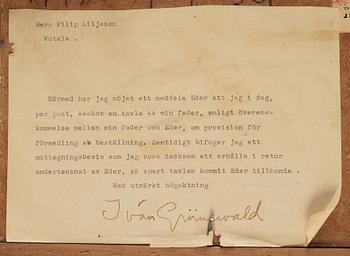 Herr Filip Liljsson
Motala .
Härmed har jag nöjet att meddela Eder att jag i dag,
per post, avsänt en tavla av min fader, enligt överens-
kommelse mellan min fader och Eder, om provision för
förmedling av beställning. Samtidigt bifogar jag ett
mottagningsbevis som jag vore tacksam att erhålla i retur
undertecknat av Eder, så snart tavlan kommit Eder tillhanda .
Med utmärkt högaktning
Iván Grünewald